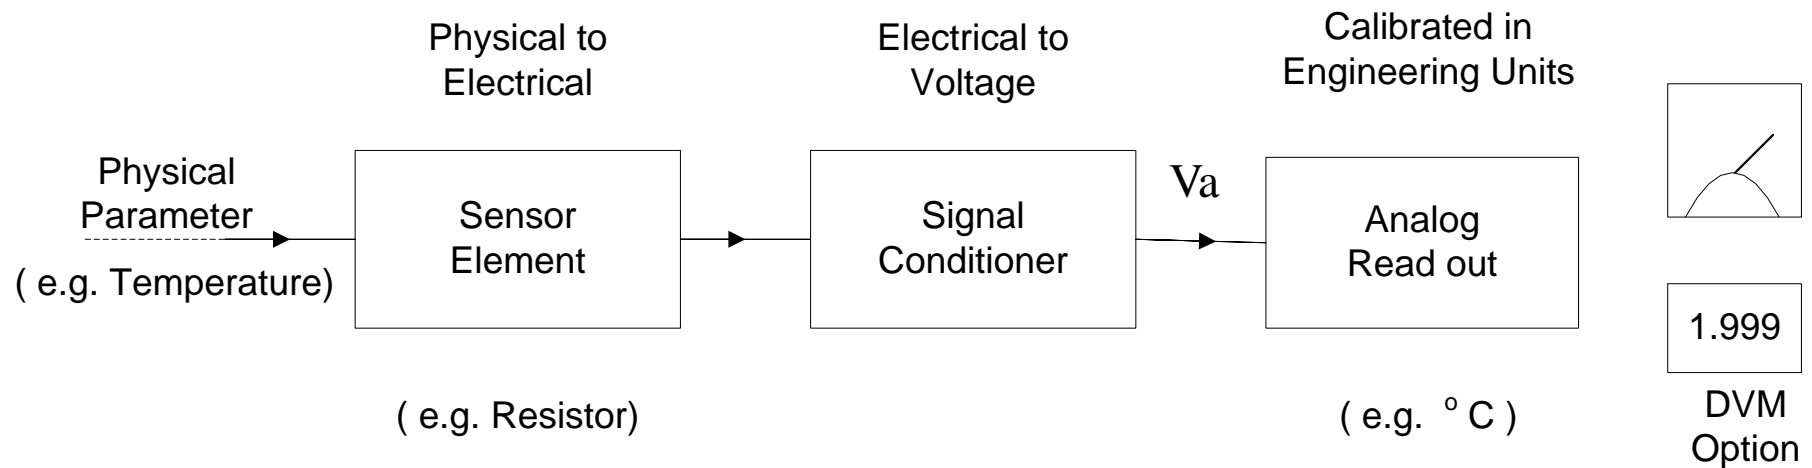 Physical to
Electrical
Electrical to
Voltage
Calibrated in
Engineering Units
Physical
Parameter
( e.g. Temperature)
Sensor
Element
Signal
Conditioner
Va
Analog
Read out
1.999
( e.g. Resistor)
( e.g. º C )
DVM
Option